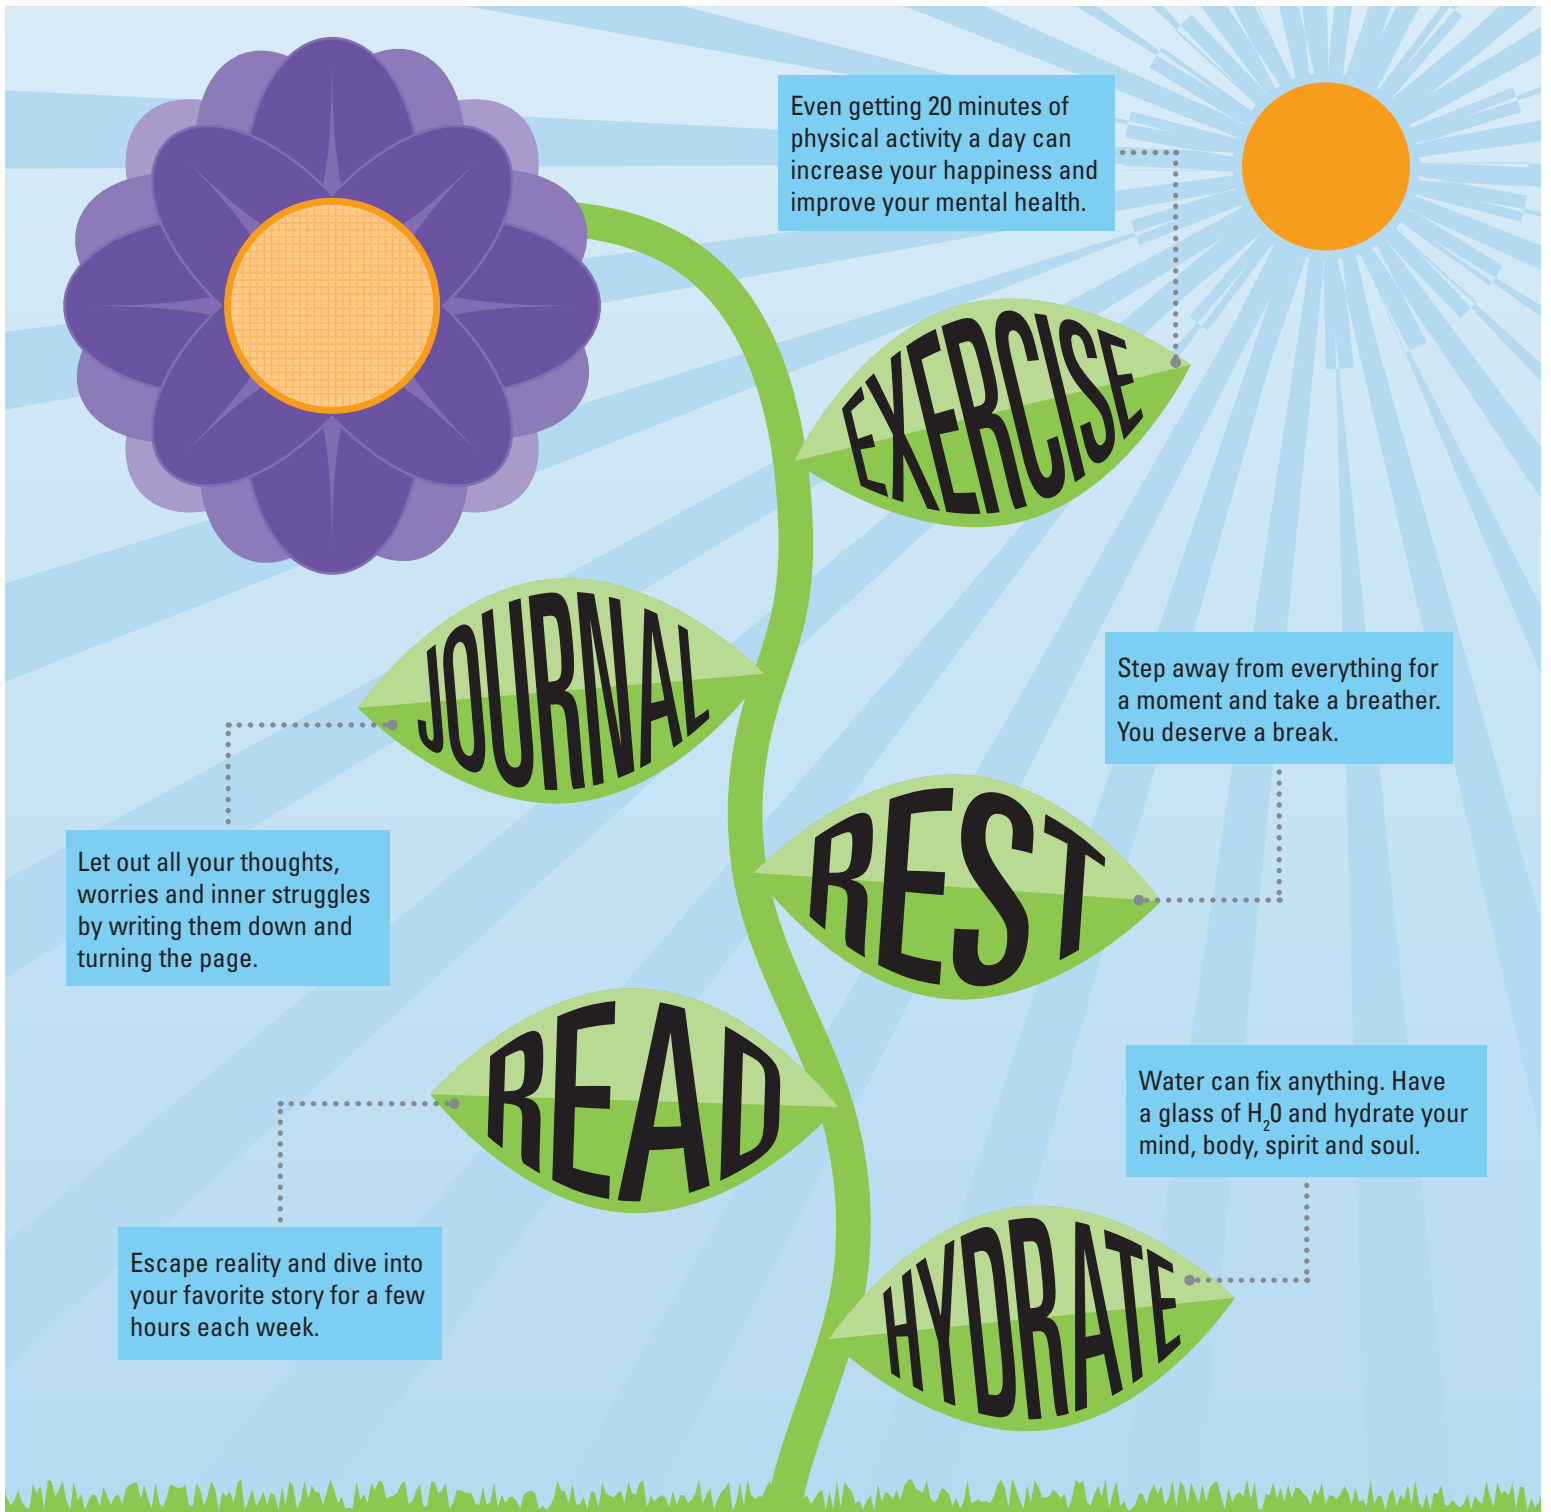 Even getting 20 minutes of
physical activity a day can
increase your happiness and
improve your mental health.
EXERCISE
JOURNAL
Let out all your thoughts,
worries and inner struggles
by writing them down and
turning the page.
Step away from everything for
a moment and take a breather.
You deserve a break.
REST
READ
Escape reality and dive into
your favorite story for a few
hours each week.
Water can fix anything. Have
a glass of H₂0 and hydrate your
mind, body, spirit and soul.
HYDRATE